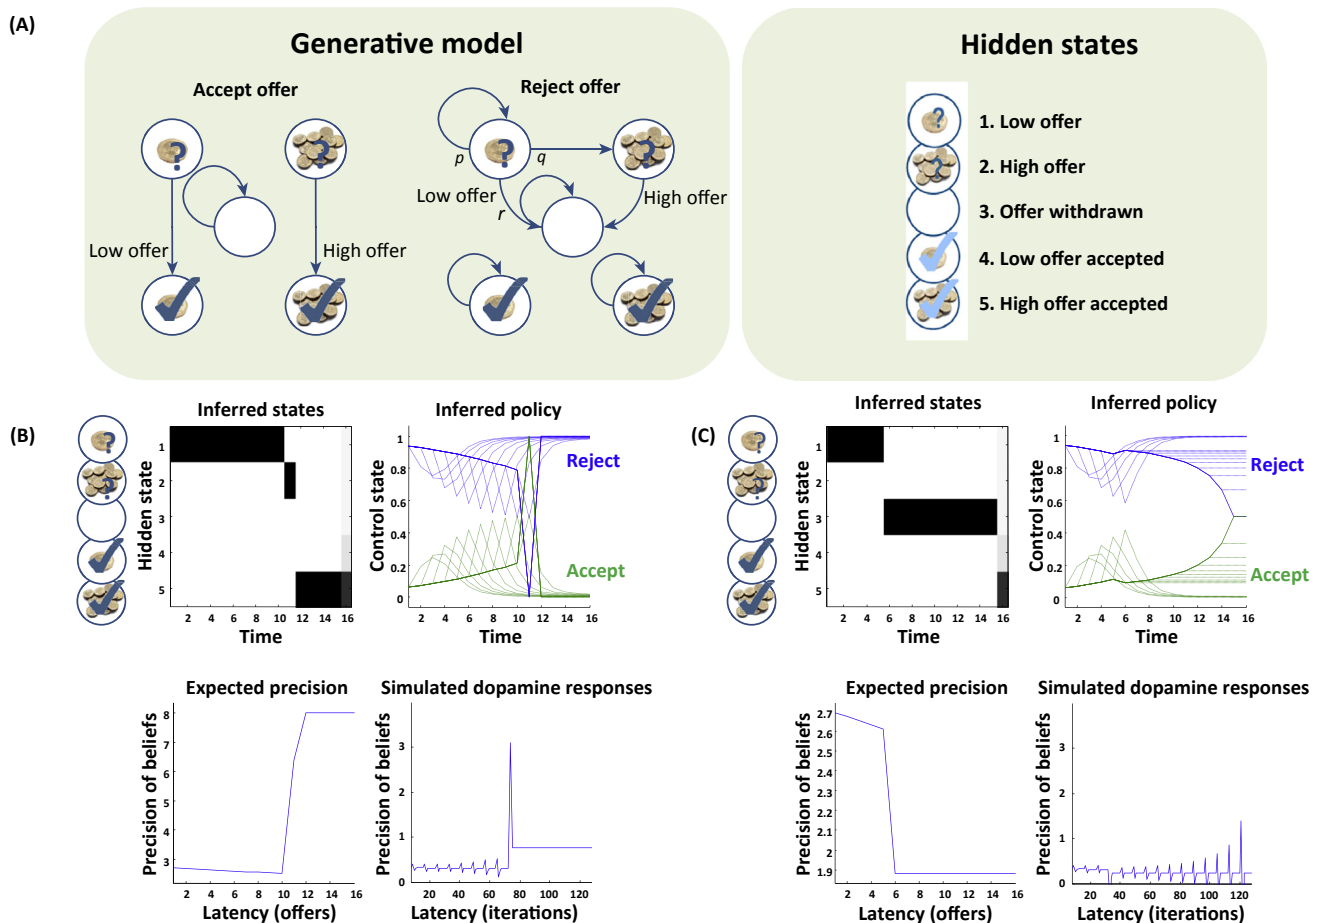 (A)
Generative model
Accept offer
Reject offer
?
?
?
?
p
q
r
Low offer
High offer
Low offer
High offer
Hidden states
?
?
1. Low offer
2. High offer
3. Offer withdrawn
4. Low offer accepted
5. High offer accepted
(B)
?
?
Inferred states
Hidden state
1
2
3
4
5
2 4 6 8 10 12 14 16
Time
Inferred policy
Control state
1
0.8
0.6
0.4
0.2
0
Reject
Accept
2 4 6 8 10 12 14 16
Time
Expected precision
Precision of beliefs
8
7
6
5
4
3
2 4 6 8 10 12 14 16
Latency (offers)
Simulated dopamine responses
Precision of beliefs
3
2
1
0
20 40 60 80 100 120
Latency (iterations)
(C)
?
?
Inferred states
Hidden state
1
2
3
4
5
2 4 6 8 10 12 14 16
Time
Inferred policy
Control state
1
0.8
0.6
0.4
0.2
0
Reject
Accept
2 4 6 8 10 12 14 16
Time
Expected precision
Precision of beliefs
2.7
2.6
2.5
2.4
2.3
2.2
2.1
2
1.9
2 4 6 8 10 12 14 16
Latency (offers)
Simulated dopamine responses
Precision of beliefs
3
2
1
0
20 40 60 80 100 120
Latency (iterations)